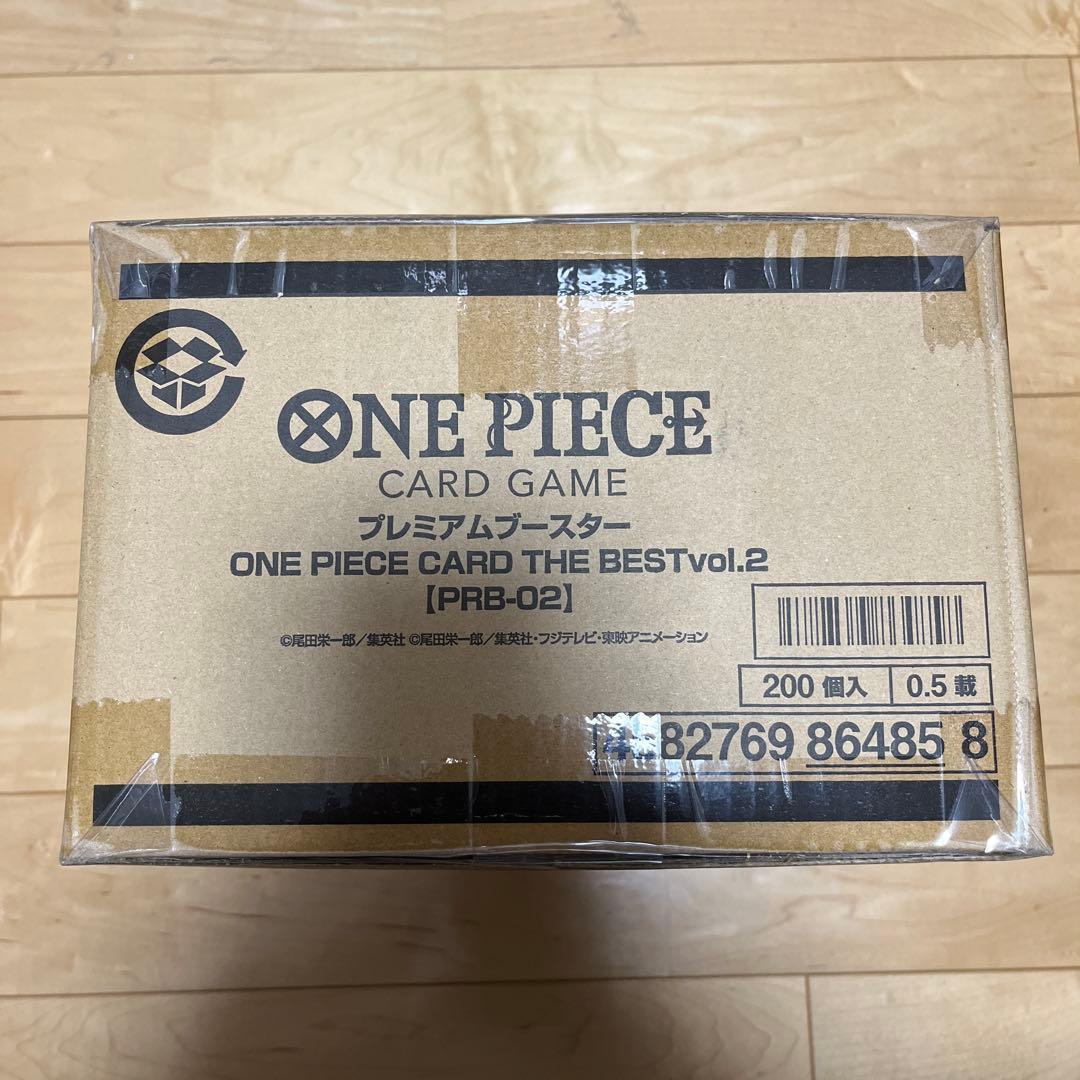 ONE PIECE
CARD GAME
プレミアムブースター
ONE PIECE CARD THE BESTvol.2
【PRB-02】
©尾田栄一郎／集英社 ©尾田栄一郎／集英社・フジテレビ・東映アニメーション
200 個入 0.5 載
82769 86485 8